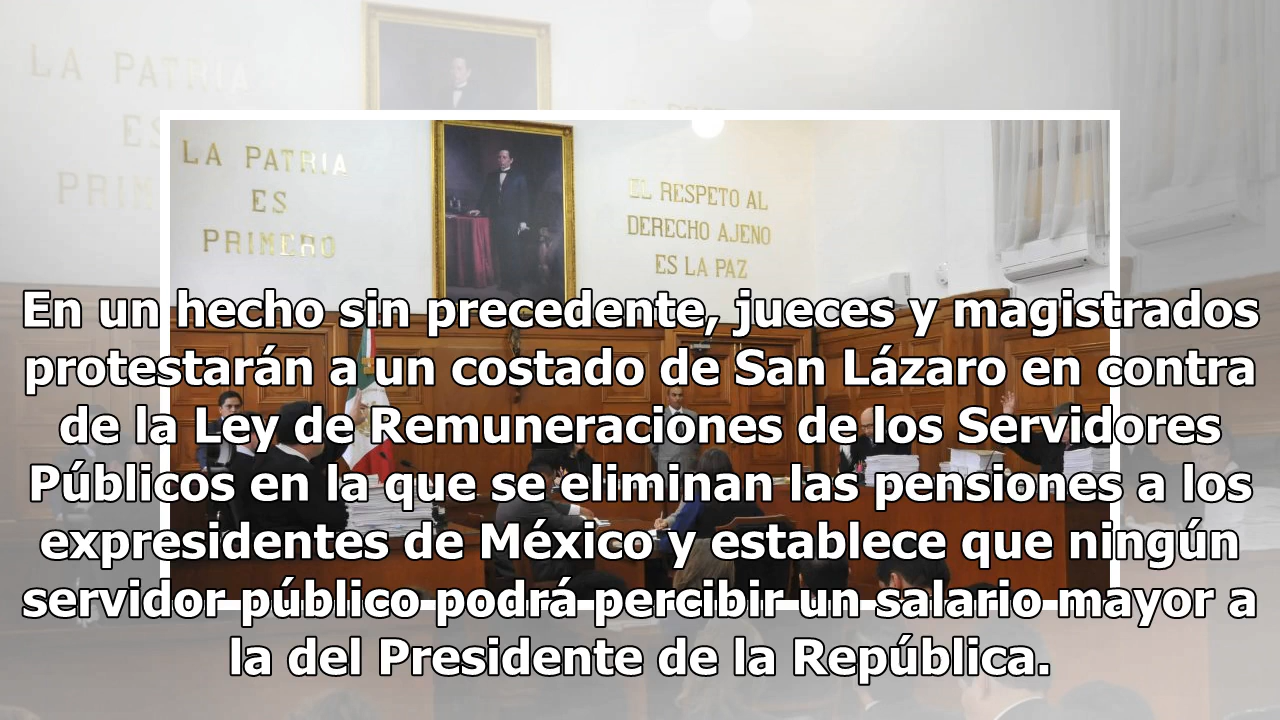 LA PATRIA
ES
PRIMERO
EL RESPETO AL
DERECHO AJENO
ES LA PAZ
En un hecho sin precedente, jueces y magistrados
protestarán a un costado de San Lázaro en contra
de la Ley de Remuneraciones de los Servidores
Públicos en la que se eliminan las pensiones a los
expresidentes de México y establece que ningún
servidor público podrá percibir un salario mayor a
la del Presidente de la República.